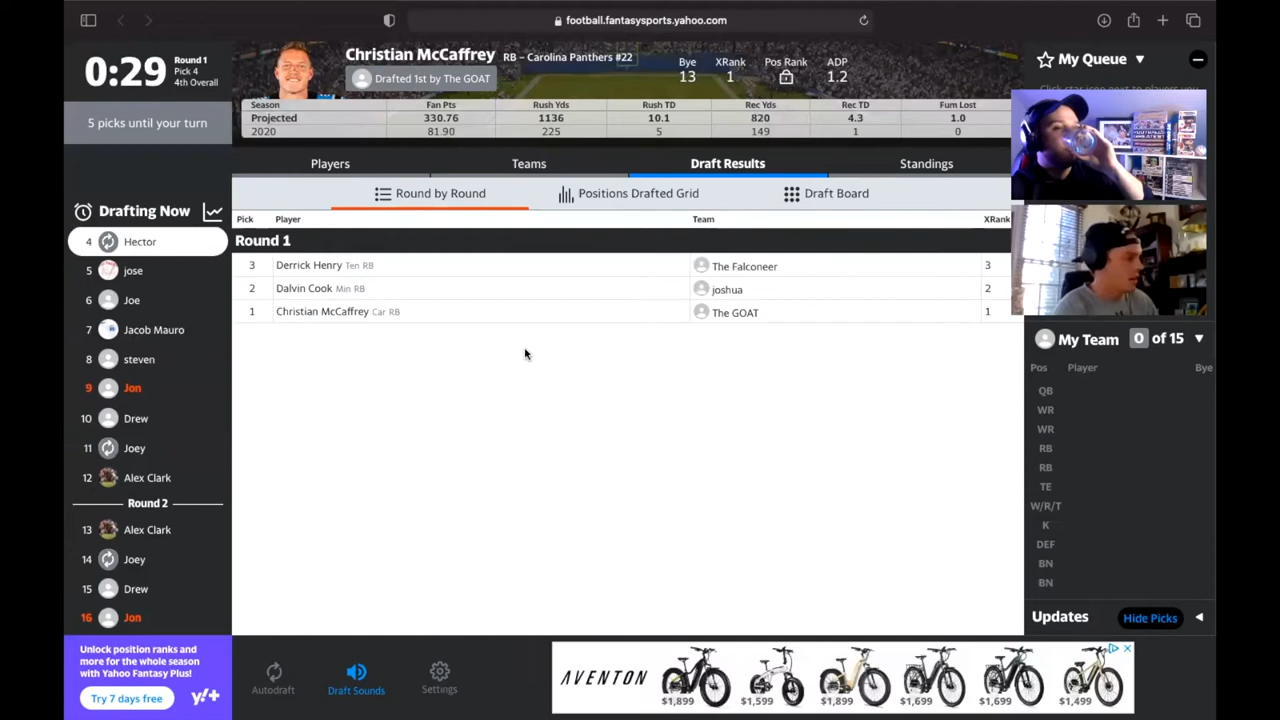 football.fantasysports.yahoo.com
0:29
Round 1
Pick 4
4th Overall
5 picks until your turn
Christian McCaffrey RB – Carolina Panthers #22
Drafted 1st by The GOAT
Bye XRank Pos Rank ADP
13 1 1.2
Season Fan Pts Rush Yds Rush TD Rec Yds Rec TD Fum Lost
Projected 330.76 1136 10.1 820 4.3 1.0
2020 81.90 225 5 149 1 0
Players Teams Draft Results Standings
Round by Round Positions Drafted Grid Draft Board
Pick Player Team XRank
Round 1
3 Derrick Henry Ten RB The Falconeer 3
2 Dalvin Cook Min RB joshua 2
1 Christian McCaffrey Car RB The GOAT 1
Drafting Now
4 Hector
5 jose
6 Joe
7 Jacob Mauro
8 steven
9 Jon
10 Drew
11 Joey
12 Alex Clark
Round 2
13 Alex Clark
14 Joey
15 Drew
16 Jon
Unlock position ranks and
more for the whole season
with Yahoo Fantasy Plus!
Try 7 days free y!+
Autodraft
Draft Sounds
Settings
My Queue
Click star icon next to players you
My Team 0 of 15
Pos Player Bye
QB
WR
WR
RB
RB
TE
W/R/T
K
DEF
BN
BN
Updates Hide Picks
AVENTON
$1,899 $1,599 $1,899 $1,699 $1,699 $1,499